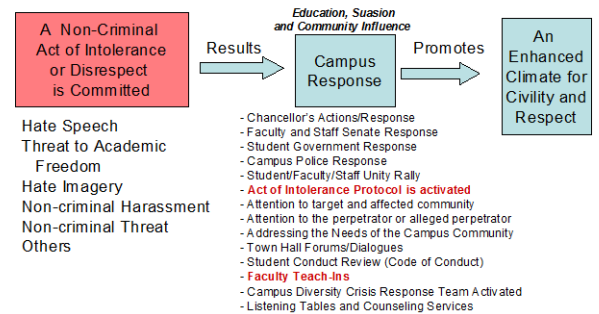 Education, Suasion
and Community Influence
A Non-Criminal
Act of Intolerance
or Disrespect
is Committed
Results
Campus
Response
Promotes
An
Enhanced
Climate for
Civility and
Respect
Hate Speech
Threat to Academic
Freedom
Hate Imagery
Non-criminal Harassment
Non-criminal Threat
Others
- Chancellor's Actions/Response
- Faculty and Staff Senate Response
- Student Government Response
- Campus Police Response
- Student/Faculty/Staff Unity Rally
- Act of Intolerance Protocol is activated
- Attention to target and affected community
- Attention to the perpetrator or alleged perpetrator
- Addressing the Needs of the Campus Community
- Town Hall Forums/Dialogues
- Student Conduct Review (Code of Conduct)
- Faculty Teach-Ins
- Campus Diversity Crisis Response Team Activated
- Listening Tables and Counseling Services